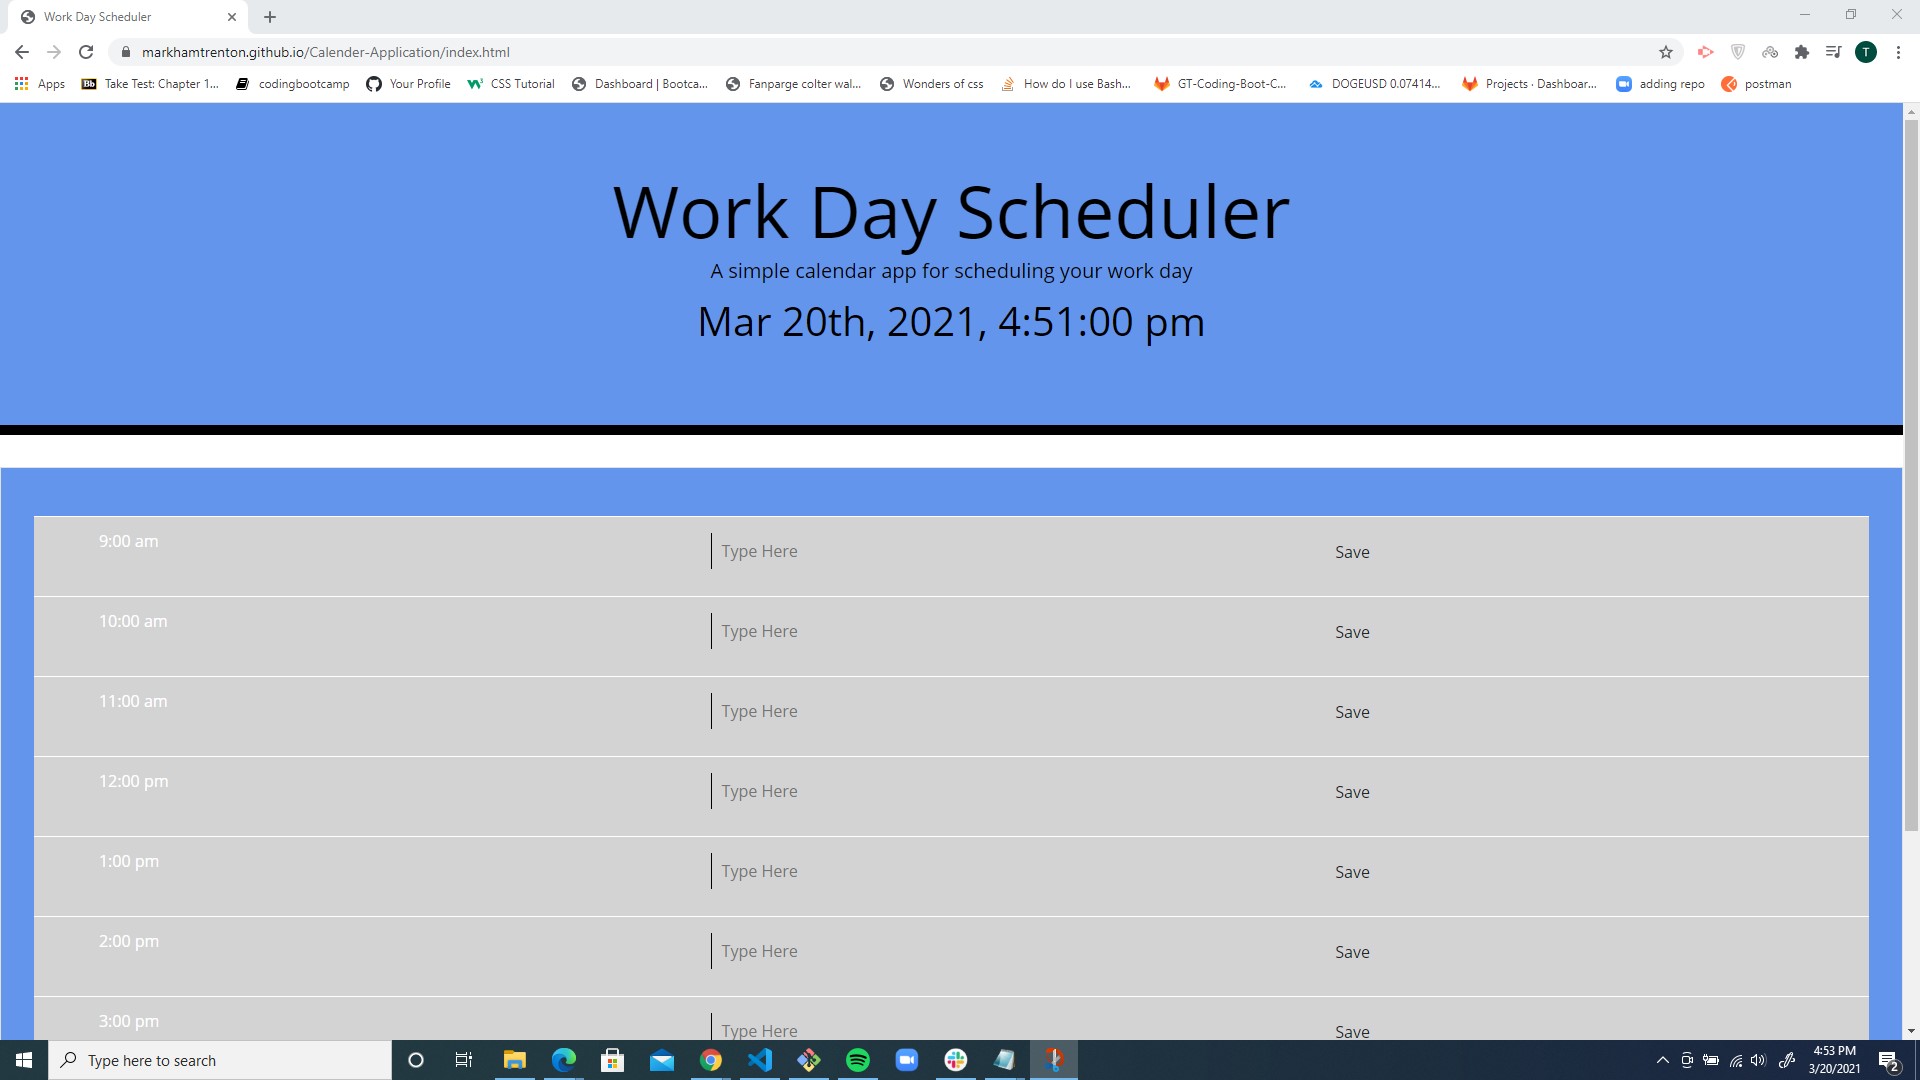 Work Day Scheduler
markhamtrenton.github.io/Calender-Application/index.html
T
Apps
Bb Take Test: Chapter 1...
codingbootcamp
Your Profile
CSS Tutorial
Dashboard | Bootca...
Fanparge colter wal...
Wonders of css
How do I use Bash...
GT-Coding-Boot-C...
DOGEUSD 0.07414...
Projects · Dashboar...
adding repo
postman
Work Day Scheduler
A simple calendar app for scheduling your work day
Mar 20th, 2021, 4:51:00 pm
9:00 am Type Here Save
10:00 am Type Here Save
11:00 am Type Here Save
12:00 pm Type Here Save
1:00 pm Type Here Save
2:00 pm Type Here Save
3:00 pm Type Here Save
Type here to search
4:53 PM
3/20/2021
2